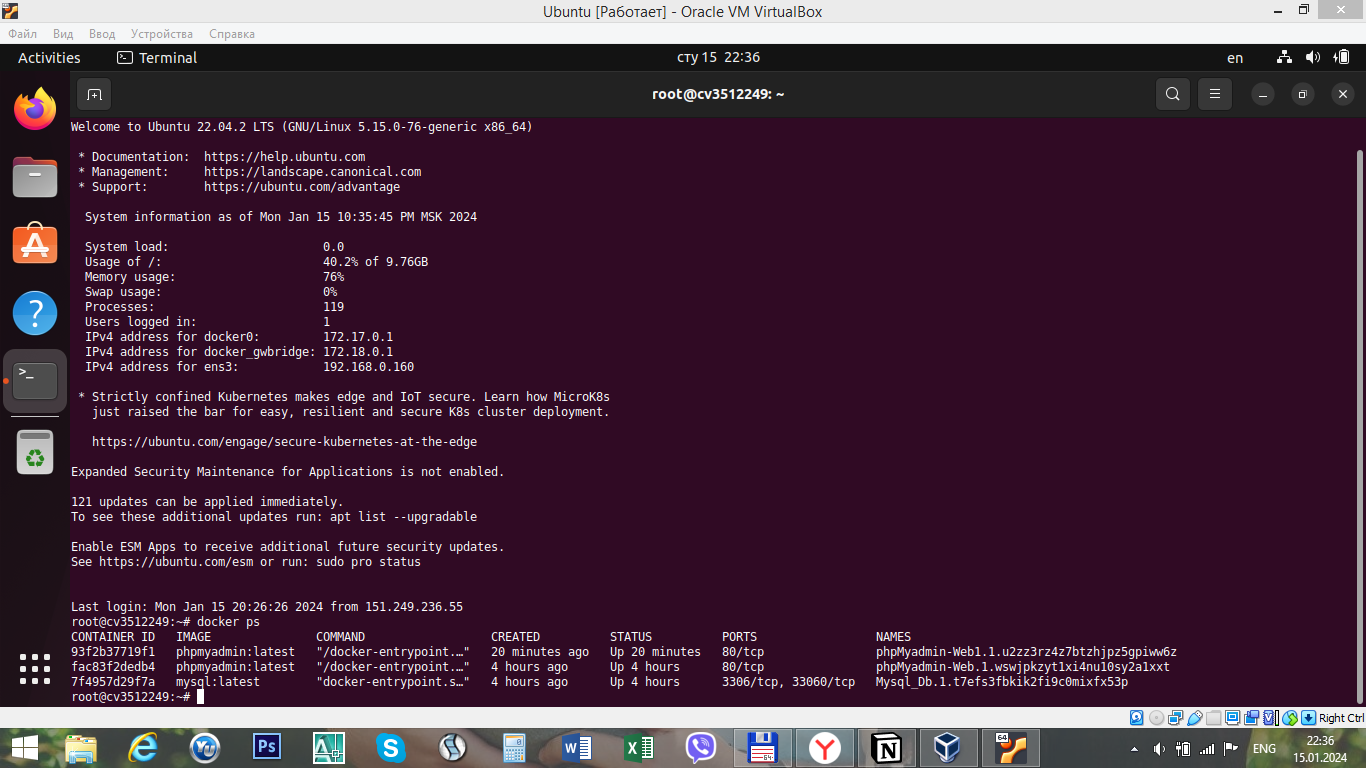 Ubuntu [Работает] - Oracle VM VirtualBox
Файл Вид Ввод Устройства Справка
Activities Terminal сту 15 22:36 en
root@cv3512249: ~
Welcome to Ubuntu 22.04.2 LTS (GNU/Linux 5.15.0-76-generic x86_64)
* Documentation: https://help.ubuntu.com
* Management: https://landscape.canonical.com
* Support: https://ubuntu.com/advantage
System information as of Mon Jan 15 10:35:45 PM MSK 2024
System load: 0.0
Usage of /: 40.2% of 9.76GB
Memory usage: 76%
Swap usage: 0%
Processes: 119
Users logged in: 1
IPv4 address for docker0: 172.17.0.1
IPv4 address for docker_gwbridge: 172.18.0.1
IPv4 address for ens3: 192.168.0.160
* Strictly confined Kubernetes makes edge and IoT secure. Learn how MicroK8s
just raised the bar for easy, resilient and secure K8s cluster deployment.
https://ubuntu.com/engage/secure-kubernetes-at-the-edge
Expanded Security Maintenance for Applications is not enabled.
121 updates can be applied immediately.
To see these additional updates run: apt list --upgradable
Enable ESM Apps to receive additional future security updates.
See https://ubuntu.com/esm or run: sudo pro status
Last login: Mon Jan 15 20:26:26 2024 from 151.249.236.55
root@cv3512249:~# docker ps
CONTAINER ID IMAGE COMMAND CREATED STATUS PORTS NAMES
93f2b37719f1 phpmyadmin:latest "/docker-entrypoint.…" 20 minutes ago Up 20 minutes 80/tcp phpMyadmin-Web1.1.u2zz3rz4z7btzhjpz5gpiww6z
fac83f2dedb4 phpmyadmin:latest "/docker-entrypoint.…" 4 hours ago Up 4 hours 80/tcp phpMyadmin-Web.1.wswjpkzyt1xi4nu10sy2a1xxt
7f4957d29f7a mysql:latest "docker-entrypoint.s…" 4 hours ago Up 4 hours 3306/tcp, 33060/tcp Mysql_Db.1.t7efs3fbkik2fi9c0mixfx53p
root@cv3512249:~#
Right Ctrl
ENG 22:36
15.01.2024